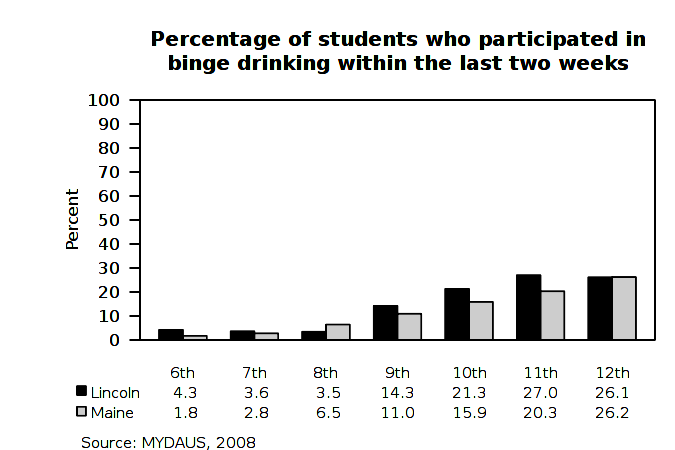 Percentage of students who participated in
binge drinking within the last two weeks
100
90
80
70
60
50
40
30
20
10
0
Percent
6th 7th 8th 9th 10th 11th 12th
Lincoln 4.3 3.6 3.5 14.3 21.3 27.0 26.1
Maine 1.8 2.8 6.5 11.0 15.9 20.3 26.2
Source: MYDAUS, 2008